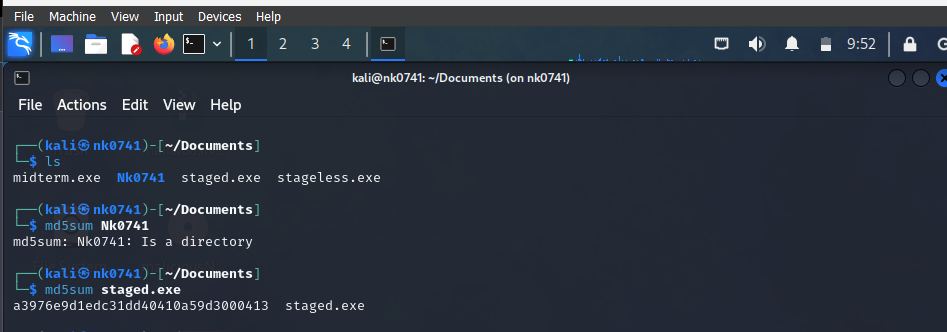 File Machine View Input Devices Help
1 2 3 4 9:52
kali@nk0741: ~/Documents (on nk0741)
File Actions Edit View Help
┌──(kali㉿nk0741)-[~/Documents]
└─$ ls
midterm.exe Nk0741 staged.exe stageless.exe
┌──(kali㉿nk0741)-[~/Documents]
└─$ md5sum Nk0741
md5sum: Nk0741: Is a directory
┌──(kali㉿nk0741)-[~/Documents]
└─$ md5sum staged.exe
a3976e9d1edc31dd40410a59d3000413 staged.exe